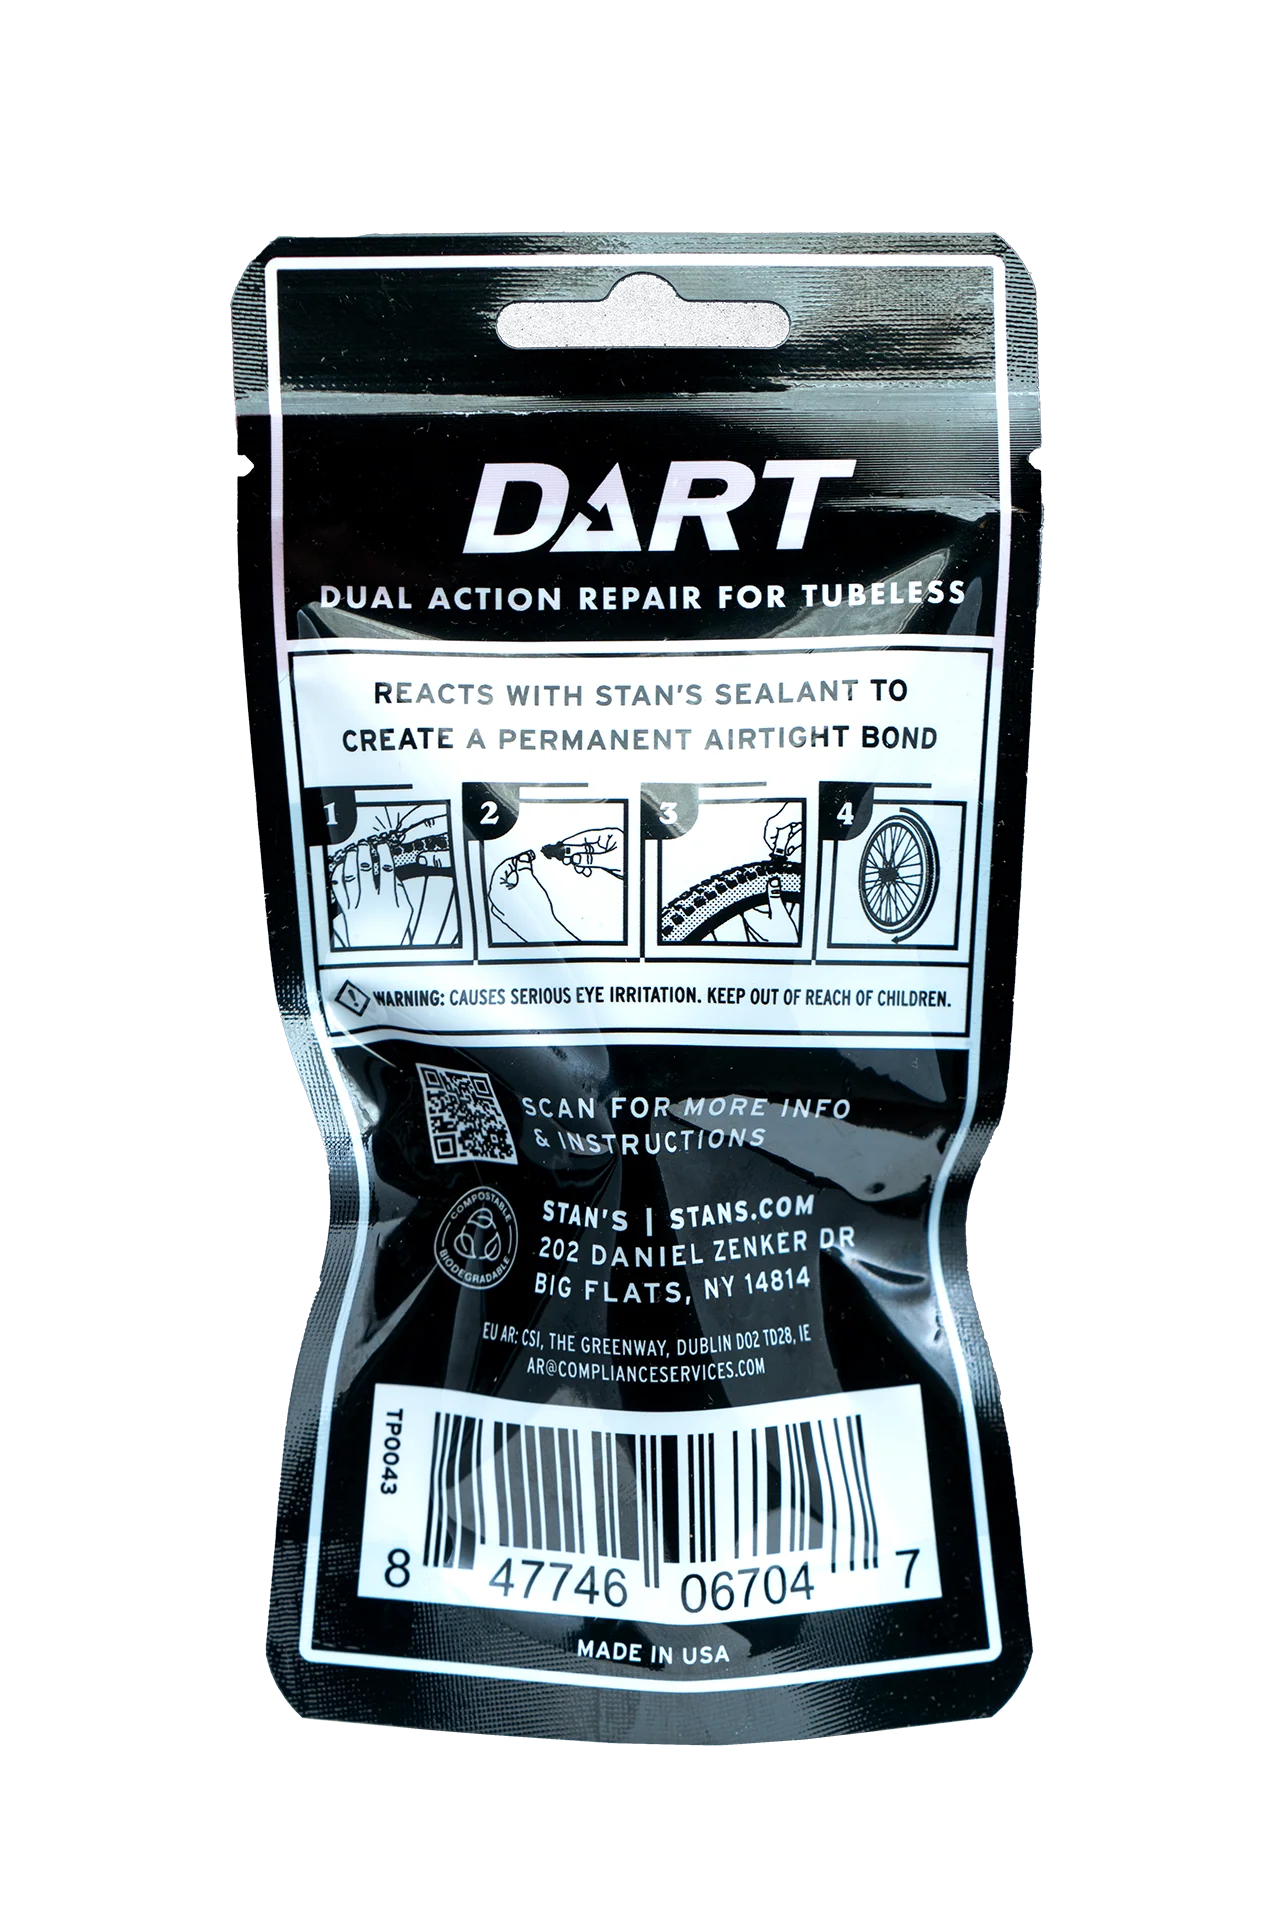 DART
DUAL ACTION REPAIR FOR TUBELESS
REACTS WITH STAN'S SEALANT TO
CREATE A PERMANENT AIRTIGHT BOND
1
2
3
4
WARNING: CAUSES SERIOUS EYE IRRITATION. KEEP OUT OF REACH OF CHILDREN.
SCAN FOR MORE INFO
& INSTRUCTIONS
COMPOSTABLE
BIODEGRADABLE
STAN'S | STANS.COM
202 DANIEL ZENKER DR
BIG FLATS, NY 14814
EU AR: CSI, THE GREENWAY, DUBLIN D02 TD28, IE
AR@COMPLIANCESERVICES.COM
TP0043
8 47746 06704 7
MADE IN USA